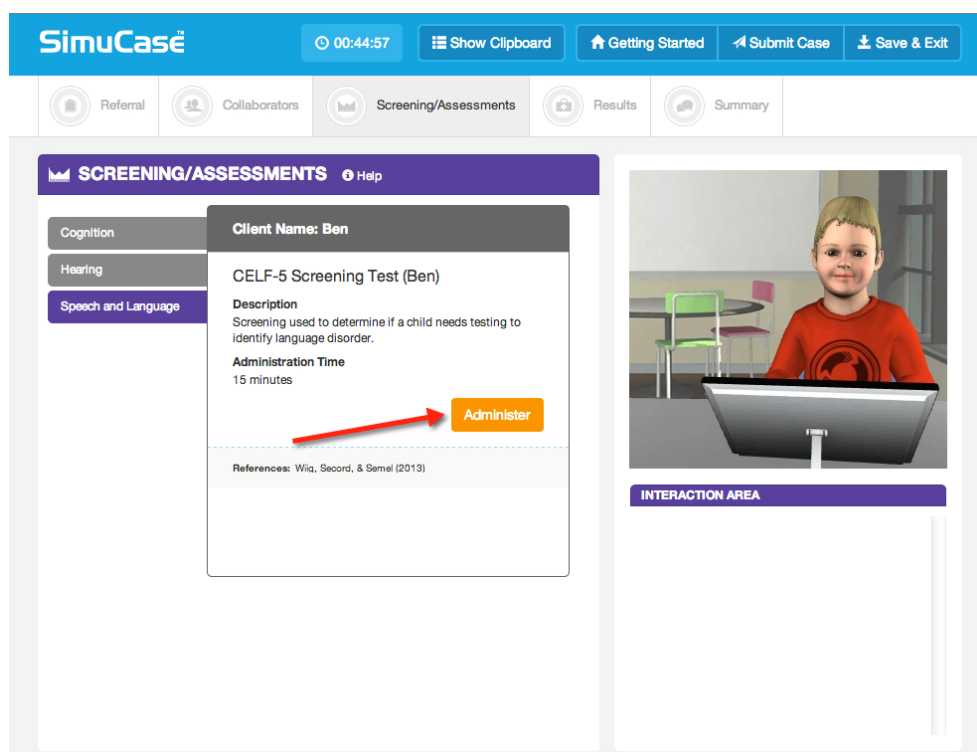 SimuCase™
00:44:57
Show Clipboard
Getting Started
Submit Case
Save & Exit
Referral
Collaborators
Screening/Assessments
Results
Summary
SCREENING/ASSESSMENTS
Help
Cognition
Hearing
Speech and Language
Client Name: Ben
CELF-5 Screening Test (Ben)
Description
Screening used to determine if a child needs testing to
identify language disorder.
Administration Time
15 minutes
Administer
References: Wiig, Secord, & Semel (2013)
INTERACTION AREA